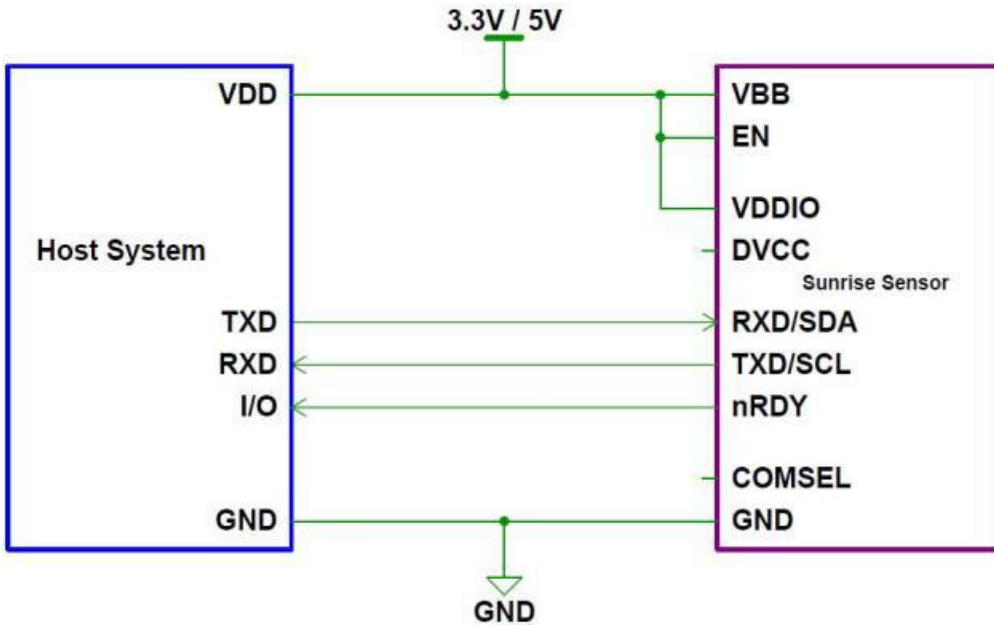 3.3V / 5V
VDD
VBB
EN
VDDIO
Host System
DVCC
Sunrise Sensor
TXD
RXD/SDA
RXD
TXD/SCL
I/O
nRDY
COMSEL
GND
GND
GND